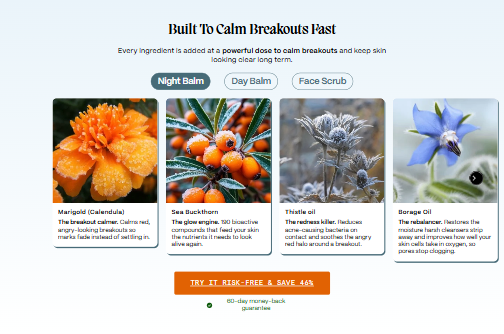 Built To Calm Breakouts Fast
Every ingredient is added at a powerful dose to calm breakouts and keep skin
looking clear long term.
Night Balm
Day Balm
Face Scrub
Marigold (Calendula)
The breakout calmer. Calms red,
angry-looking breakouts so
marks fade instead of settling in.
Sea Buckthorn
The glow engine. 190 bioactive
compounds that feed your skin
the nutrients it needs to look
alive again.
Thistle oil
The redness killer. Reduces
acne-causing bacteria on
contact and soothes the angry
red halo around a breakout.
Borage Oil
The rebalancer. Restores the
moisture harsh cleansers strip
away and improves how well your
skin cells take in oxygen, so
pores stop clogging.
TRY IT RISK-FREE & SAVE 46%
60-day money-back
guarantee